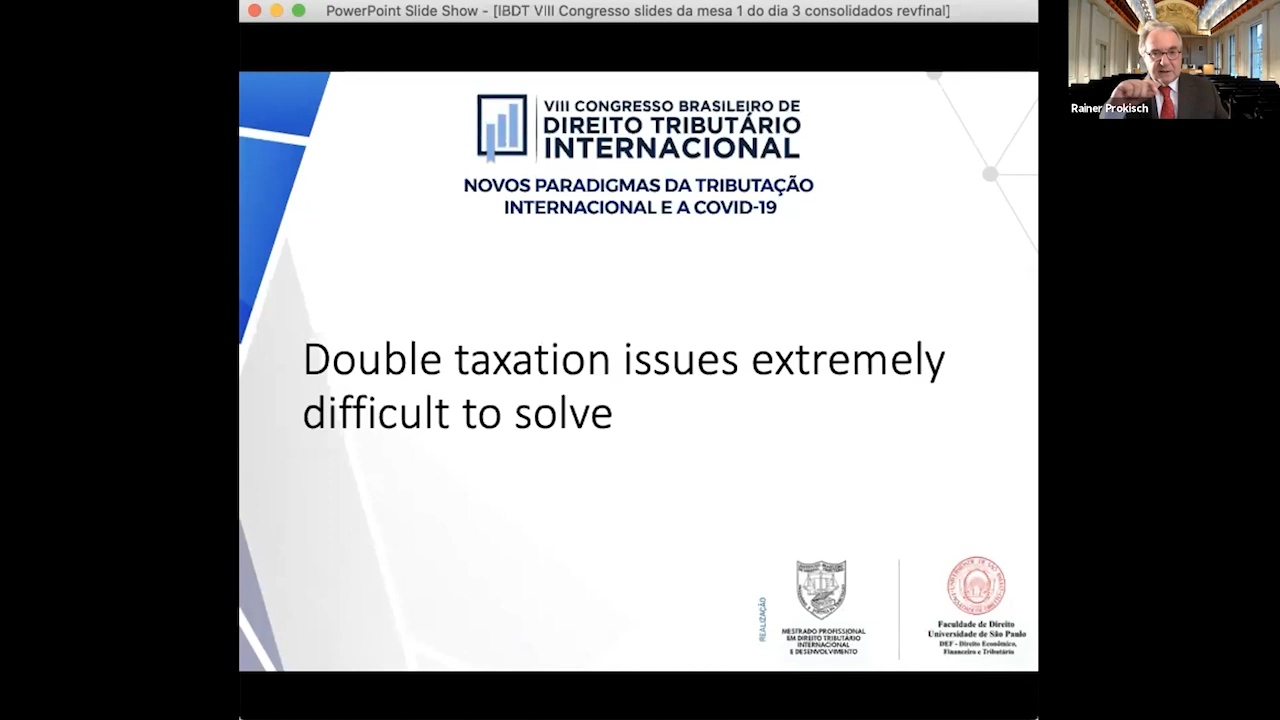 PowerPoint Slide Show - [IBDT VIII Congresso slides da mesa 1 do dia 3 consolidados revfinal]
Rainer Prokisch
VIII CONGRESSO BRASILEIRO DE
DIREITO TRIBUTÁRIO
INTERNACIONAL
NOVOS PARADIGMAS DA TRIBUTAÇÃO
INTERNACIONAL E A COVID-19
Double taxation issues extremely
difficult to solve
REALIZAÇÃO
MESTRADO PROFISSIONAL
EM DIREITO TRIBUTÁRIO
INTERNACIONAL
E DESENVOLVIMENTO
Faculdade de Direito
Universidade de São Paulo
DEF - Direito Econômico,
Financeiro e Tributário